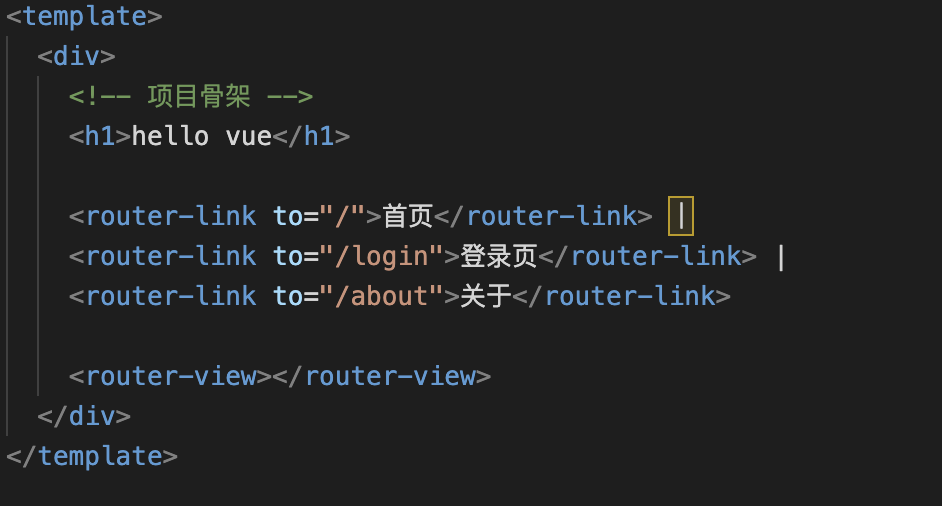 <template>
  <div>
    <!-- 项目骨架 -->
    <h1>hello vue</h1>

    <router-link to="/">首页</router-link> |
    <router-link to="/login">登录页</router-link> |
    <router-link to="/about">关于</router-link>

    <router-view></router-view>
  </div>
</template>